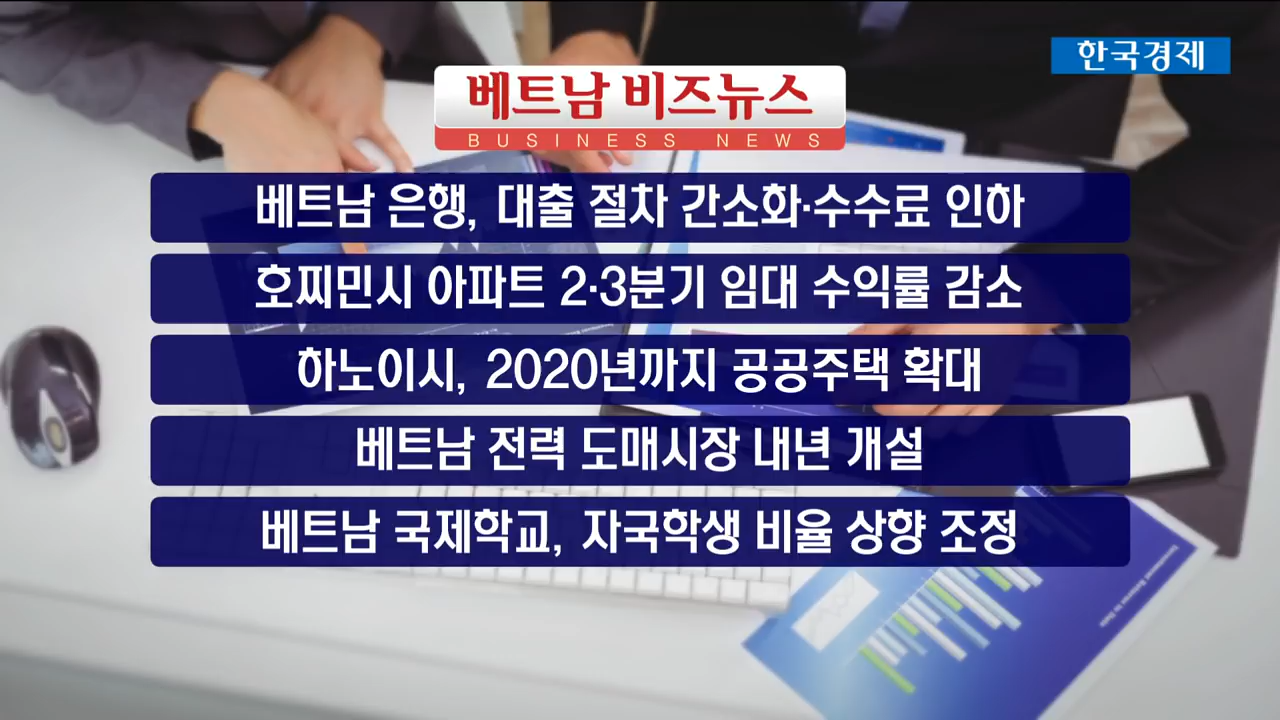 한국경제
베트남 비즈뉴스
BUSINESS NEWS
베트남 은행, 대출 절차 간소화·수수료 인하
호찌민시 아파트 2·3분기 임대 수익률 감소
하노이시, 2020년까지 공공주택 확대
베트남 전력 도매시장 내년 개설
베트남 국제학교, 자국학생 비율 상향 조정